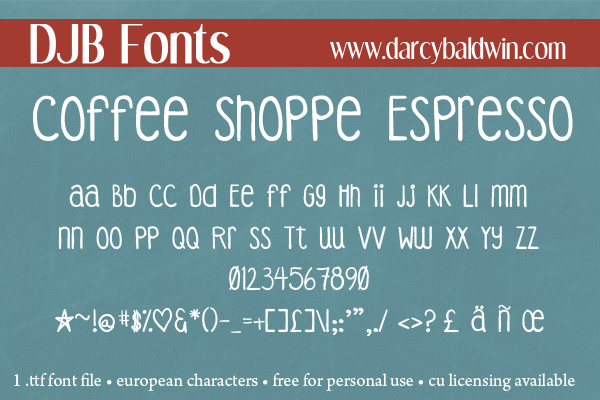 DJB Fonts
www.darcybaldwin.com
Coffee Shoppe Espresso
aa Bb CC Dd Ee ff Gg Hh ii Jj KK Ll mm
nn oo PP QQ Rr ss Tt uu VV WW XX Yy ZZ
01234567890
☆~!@#$%♡&*()-_=+[]£]\|;:'",./ <>? £ ä Ñ œ
1 .ttf font file • european characters • free for personal use • cu licensing available